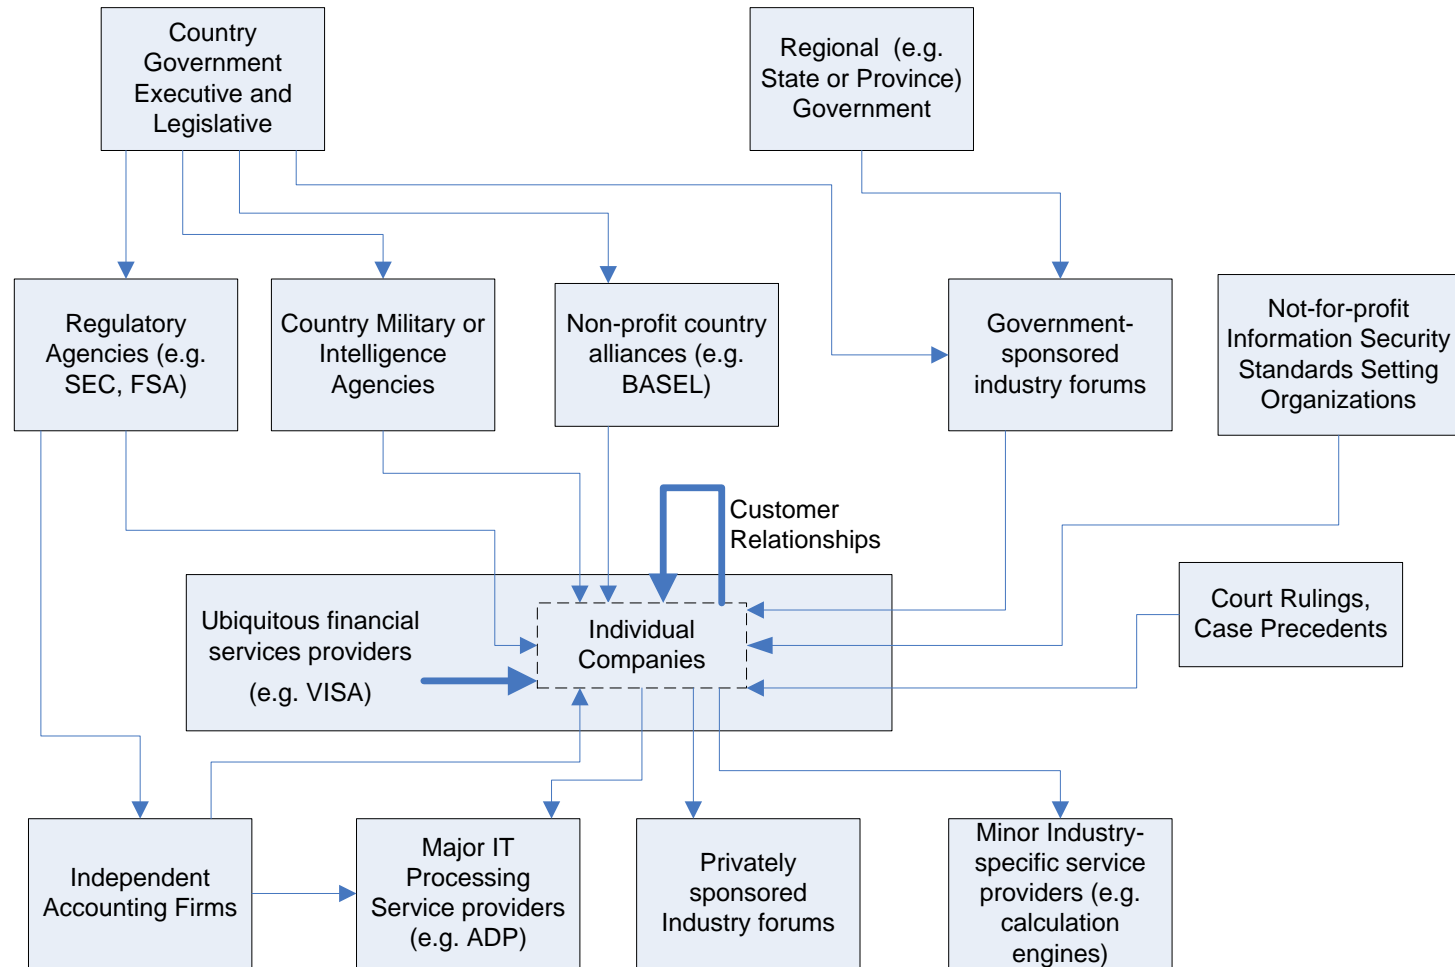 Country
Government
Executive and
Legislative
Regional (e.g.
State or Province)
Government
Regulatory
Agencies (e.g.
SEC, FSA)
Country Military or
Intelligence
Agencies
Non-profit country
alliances (e.g.
BASEL)
Government-
sponsored
industry forums
Not-for-profit
Information Security
Standards Setting
Organizations
Customer
Relationships
Ubiquitous financial
services providers
(e.g. VISA)
Individual
Companies
Court Rulings,
Case Precedents
Independent
Accounting Firms
Major IT
Processing
Service providers
(e.g. ADP)
Privately
sponsored
Industry forums
Minor Industry-
specific service
providers (e.g.
calculation
engines)